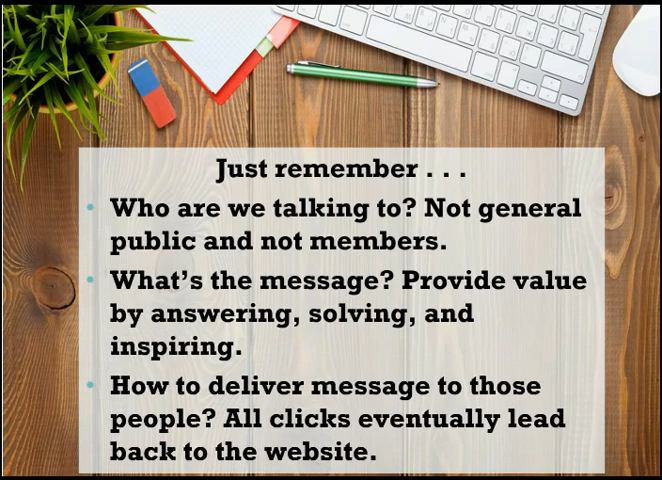 Just remember . . .
• Who are we talking to? Not general
public and not members.
• What's the message? Provide value
by answering, solving, and
inspiring.
• How to deliver message to those
people? All clicks eventually lead
back to the website.